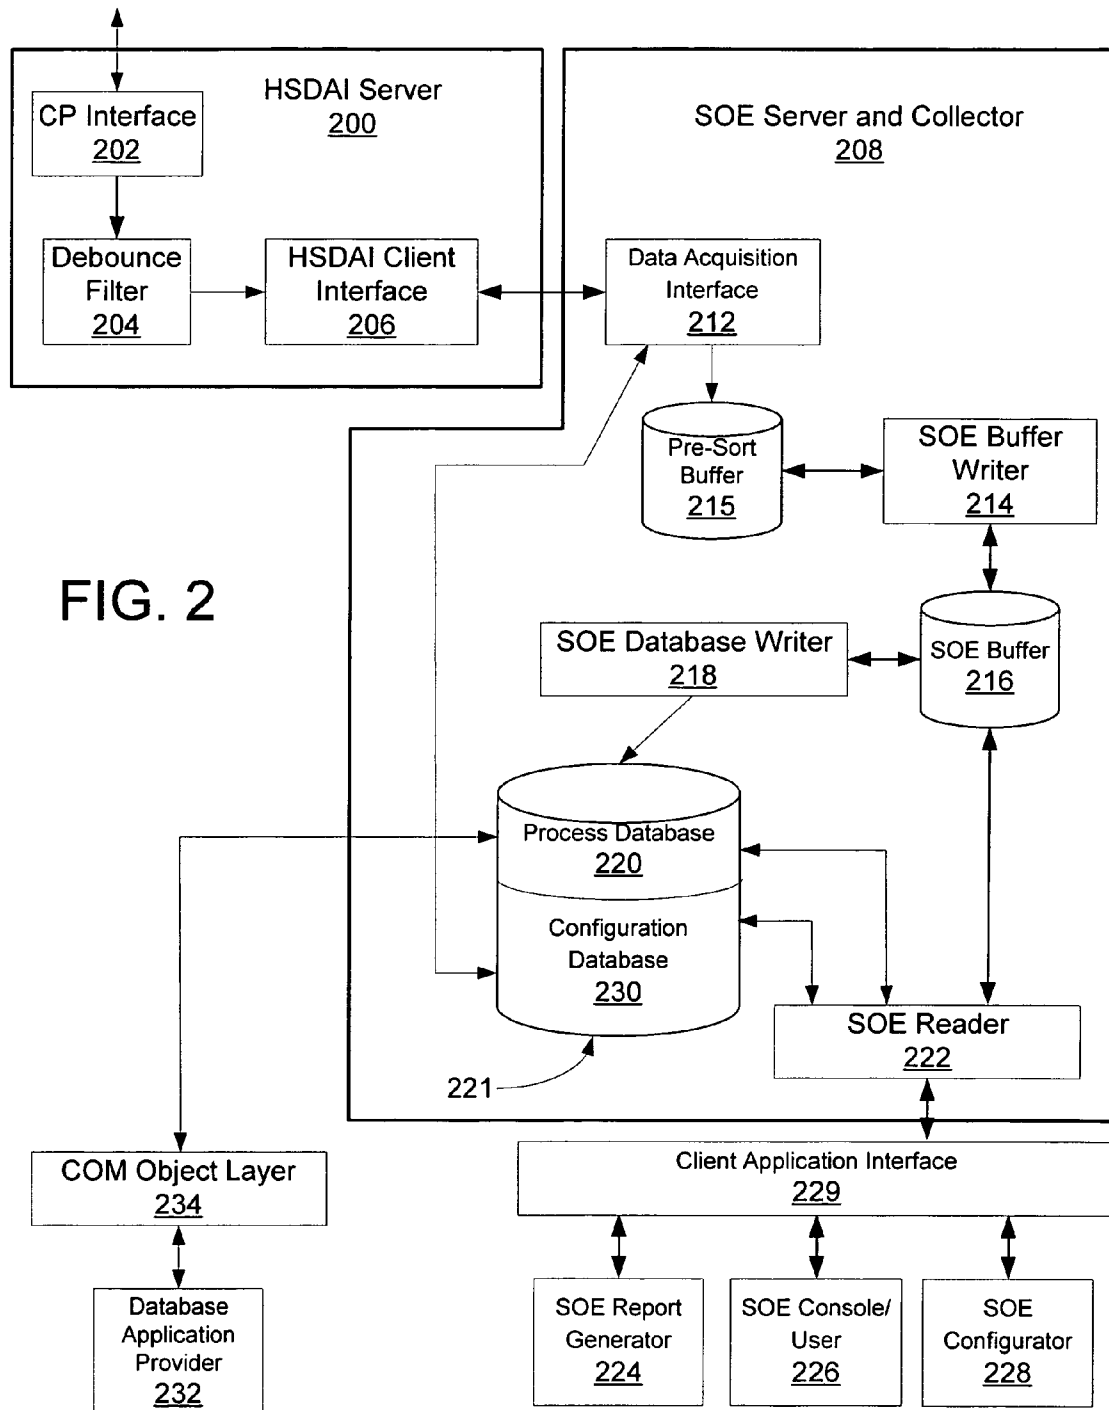 HSDAI Server
200
CP Interface
202
SOE Server and Collector
208
Debounce
Filter
204
HSDAI Client
Interface
206
Data Acquisition
Interface
212
Pre-Sort
Buffer
215
SOE Buffer
Writer
214
FIG. 2
SOE Database Writer
218
SOE Buffer
216
Process Database
220
Configuration
Database
230
SOE Reader
222
221
COM Object Layer
234
Client Application Interface
229
Database
Application
Provider
232
SOE Report
Generator
224
SOE Console/
User
226
SOE
Configurator
228